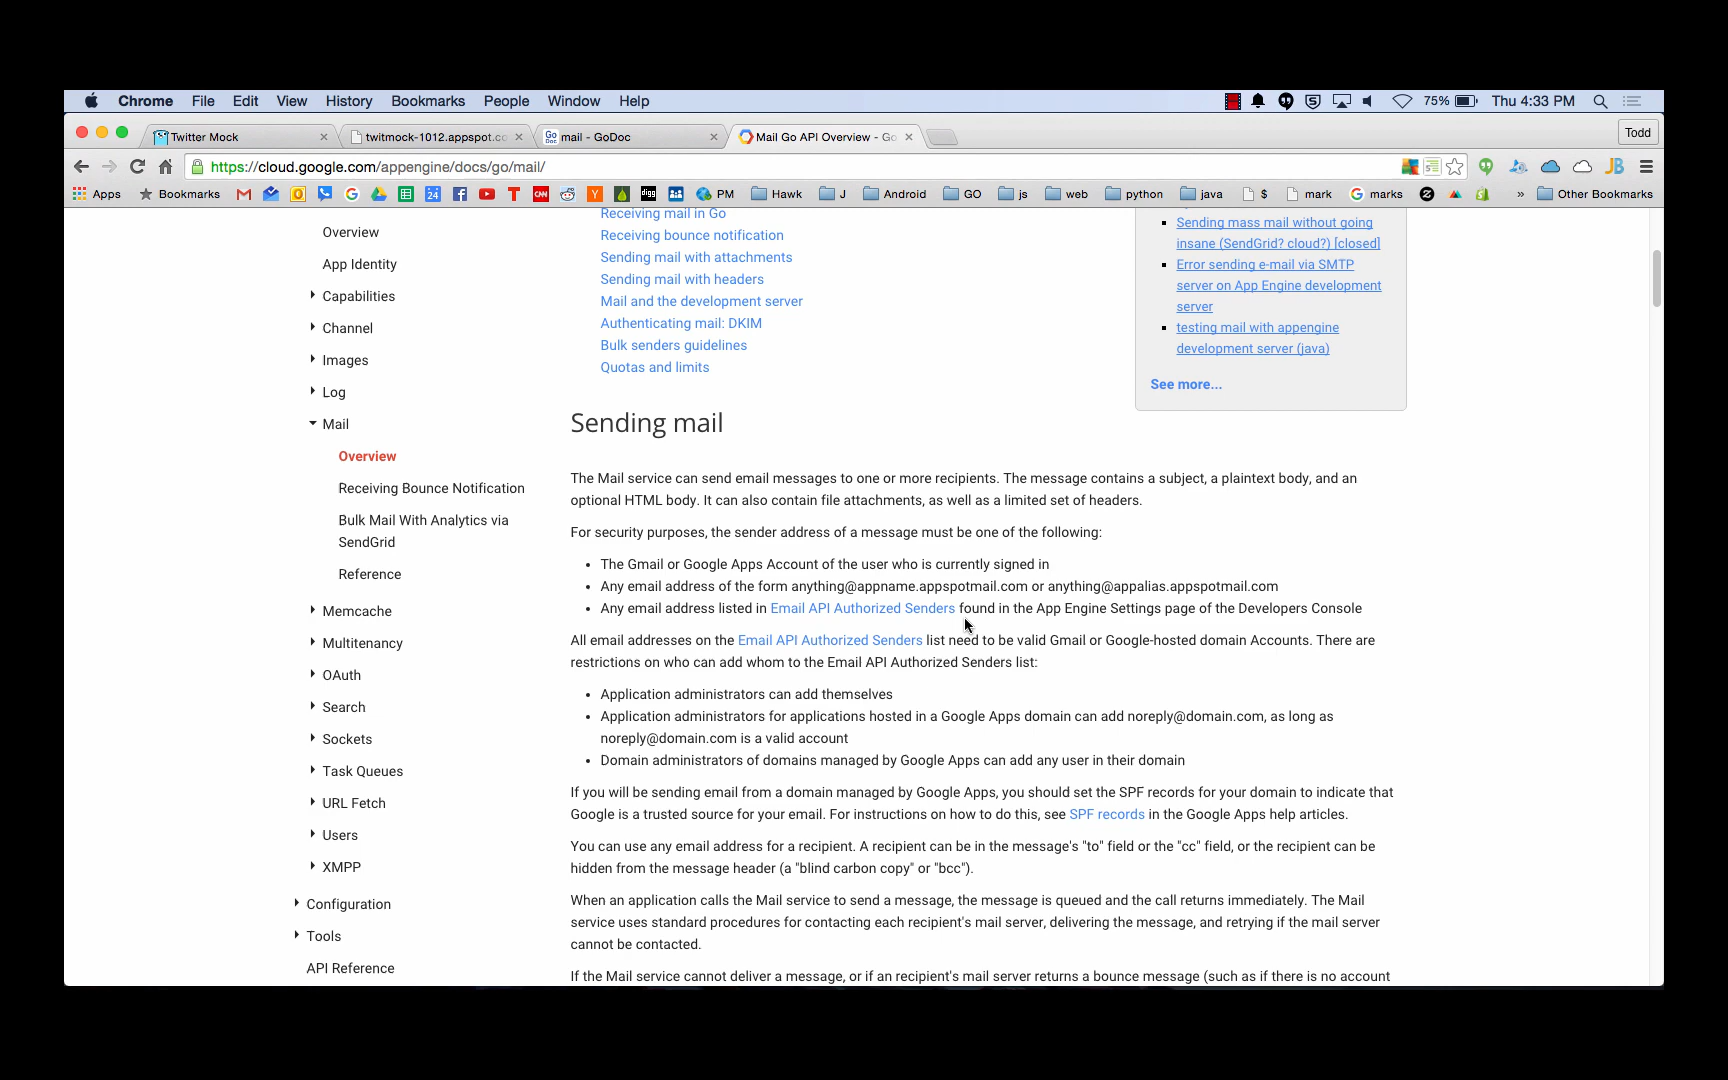 Chrome File Edit View History Bookmarks People Window Help 75% Thu 4:33 PM
Twitter Mock twitmock-1012.appspot.co mail - GoDoc Mail Go API Overview - Go Todd
https://cloud.google.com/appengine/docs/go/mail/
Apps Bookmarks PM Hawk J Android GO js web python java $ mark marks » Other Bookmarks
Overview
App Identity
Capabilities
Channel
Images
Log
Mail
Overview
Receiving Bounce Notification
Bulk Mail With Analytics via
SendGrid
Reference
Memcache
Multitenancy
OAuth
Search
Sockets
Task Queues
URL Fetch
Users
XMPP
Configuration
Tools
API Reference
Receiving mail in Go
Receiving bounce notification
Sending mail with attachments
Sending mail with headers
Mail and the development server
Authenticating mail: DKIM
Bulk senders guidelines
Quotas and limits
Sending mass mail without going
insane (SendGrid? cloud?) [closed]
Error sending e-mail via SMTP
server on App Engine development
server
testing mail with appengine
development server (java)
See more...
Sending mail
The Mail service can send email messages to one or more recipients. The message contains a subject, a plaintext body, and an
optional HTML body. It can also contain file attachments, as well as a limited set of headers.
For security purposes, the sender address of a message must be one of the following:
The Gmail or Google Apps Account of the user who is currently signed in
Any email address of the form anything@appname.appspotmail.com or anything@appalias.appspotmail.com
Any email address listed in Email API Authorized Senders found in the App Engine Settings page of the Developers Console
All email addresses on the Email API Authorized Senders list need to be valid Gmail or Google-hosted domain Accounts. There are
restrictions on who can add whom to the Email API Authorized Senders list:
Application administrators can add themselves
Application administrators for applications hosted in a Google Apps domain can add noreply@domain.com, as long as
noreply@domain.com is a valid account
Domain administrators of domains managed by Google Apps can add any user in their domain
If you will be sending email from a domain managed by Google Apps, you should set the SPF records for your domain to indicate that
Google is a trusted source for your email. For instructions on how to do this, see SPF records in the Google Apps help articles.
You can use any email address for a recipient. A recipient can be in the message's "to" field or the "cc" field, or the recipient can be
hidden from the message header (a "blind carbon copy" or "bcc").
When an application calls the Mail service to send a message, the message is queued and the call returns immediately. The Mail
service uses standard procedures for contacting each recipient's mail server, delivering the message, and retrying if the mail server
cannot be contacted.
If the Mail service cannot deliver a message, or if an recipient's mail server returns a bounce message (such as if there is no account